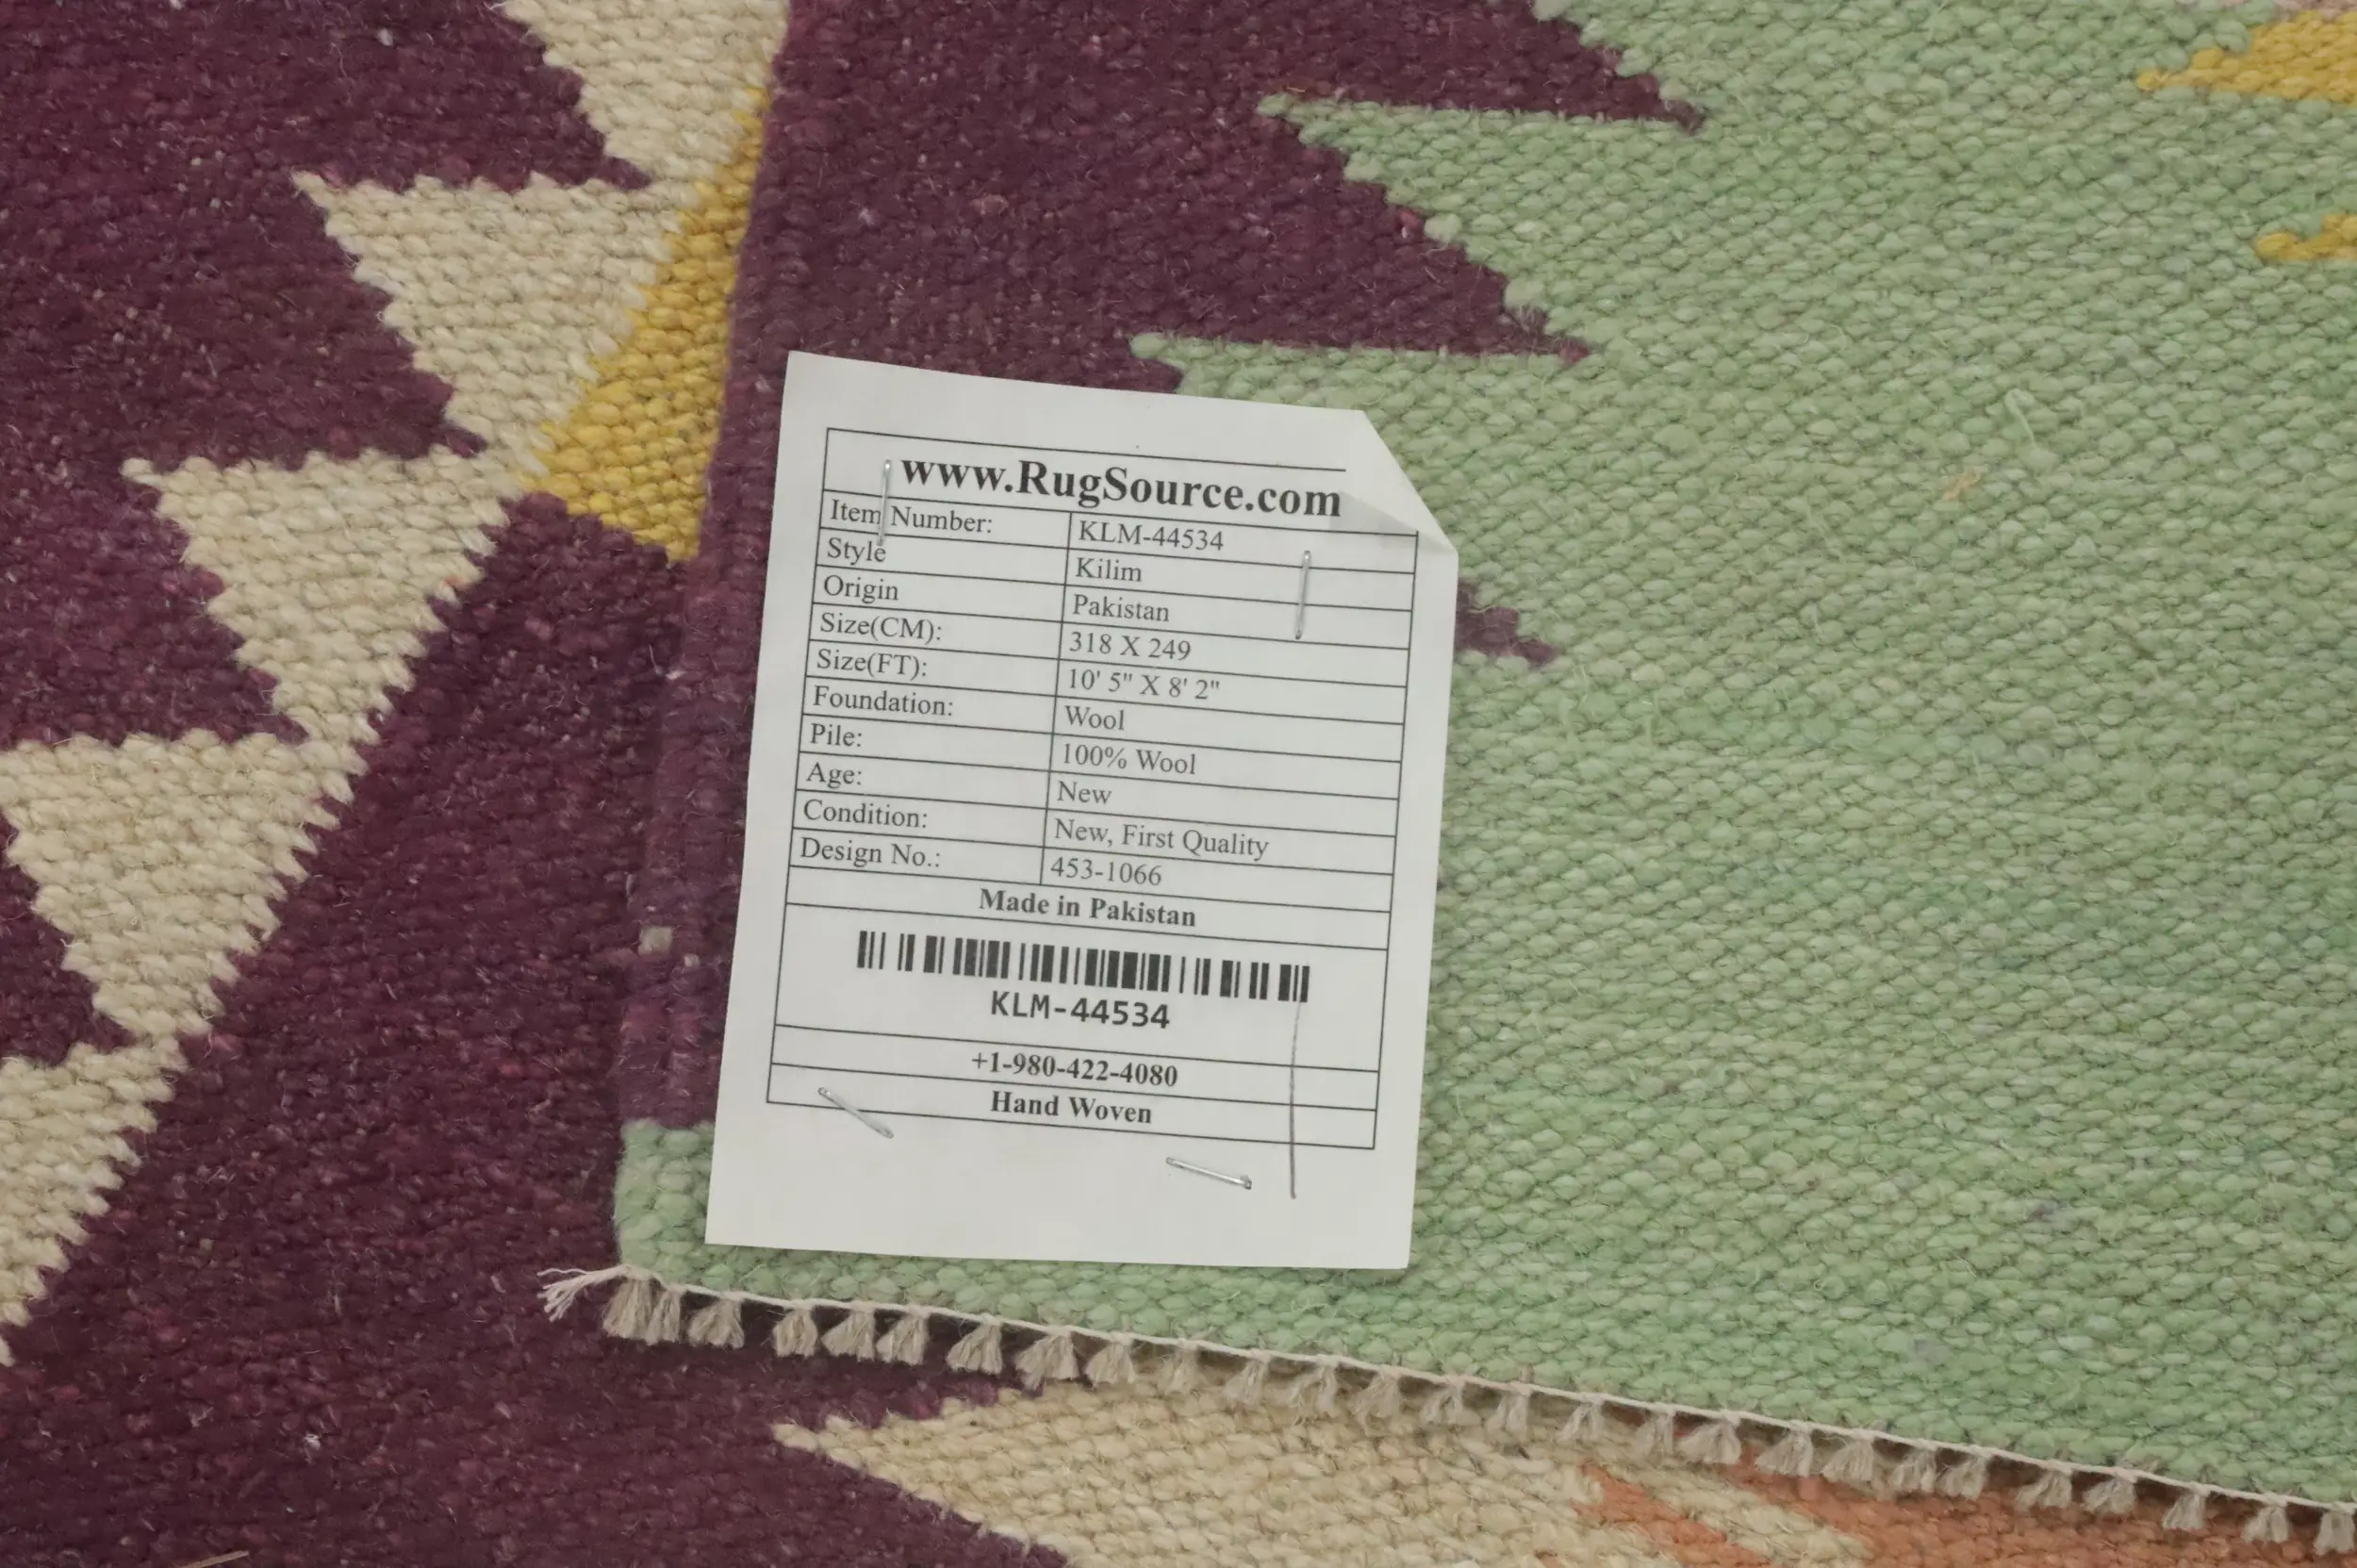 www.RugSource.com
Item Number: KLM-44534
Style Kilim
Origin Pakistan
Size(CM): 318 X 249
Size(FT): 10' 5" X 8' 2"
Foundation: Wool
Pile: 100% Wool
Age: New
Condition: New, First Quality
Design No.: 453-1066
Made in Pakistan
KLM-44534
+1-980-422-4080
Hand Woven